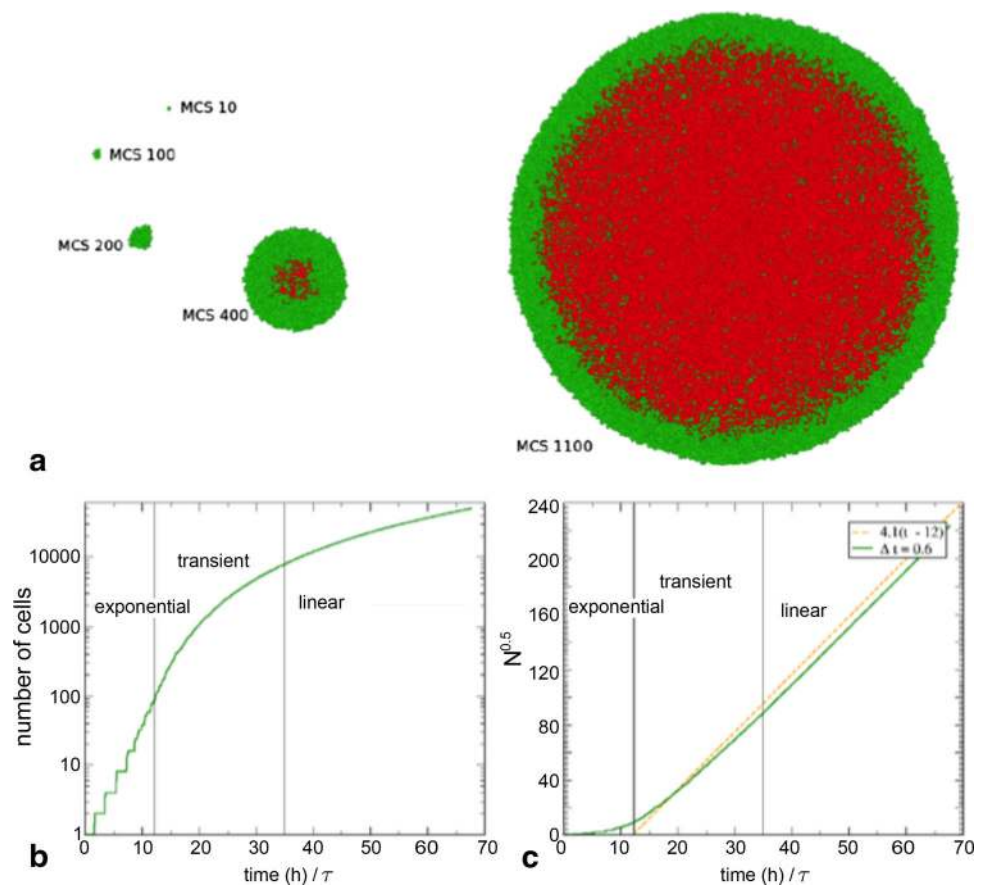 MCS 10
MCS 100
MCS 200
MCS 400
MCS 1100
a
number of cells
10000
1000
100
10
1
exponential
transient
linear
0 10 20 30 40 50 60 70
time (h) / τ
b
N^0.5
240
200
160
120
80
40
0
4.1(t - 12)
Δ t = 0.6
exponential
transient
linear
0 10 20 30 40 50 60 70
time (h) / τ
c